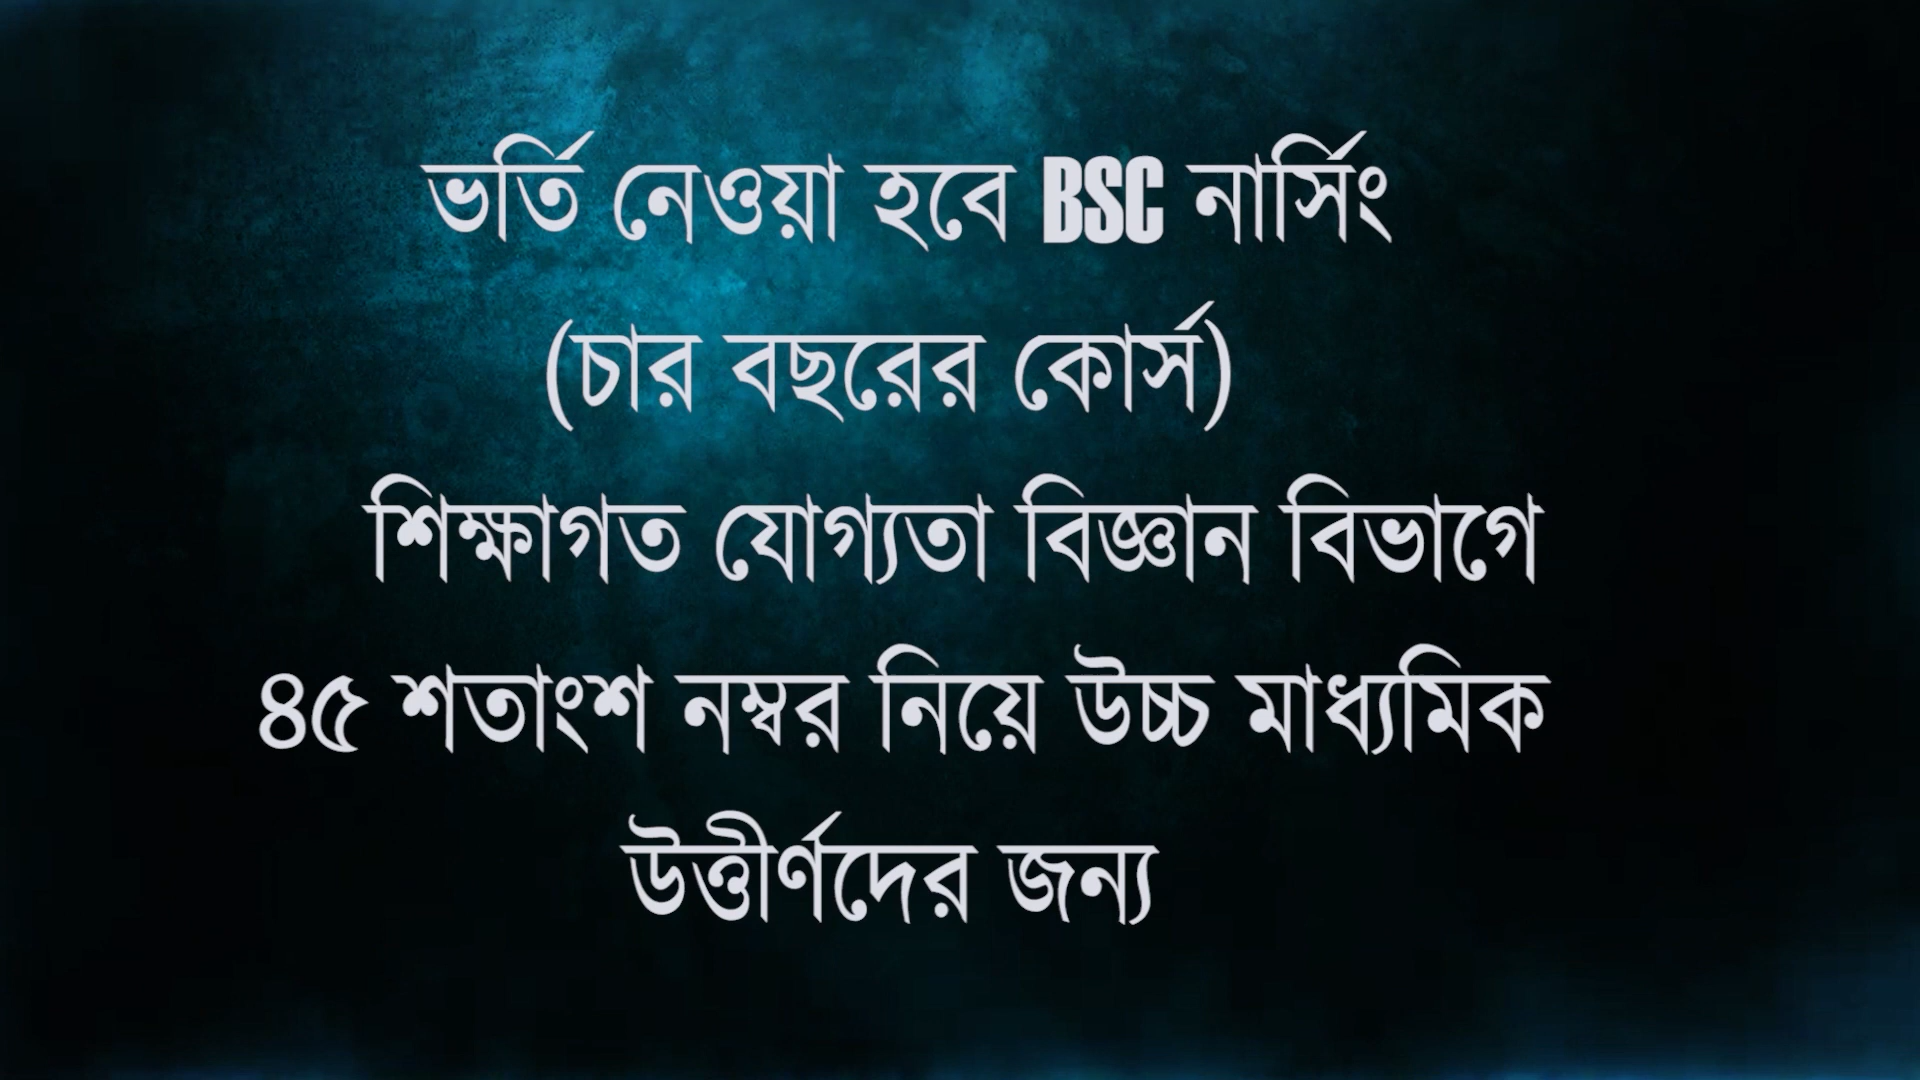 ভর্তি নেওয়া হবে BSC নার্সিং
(চার বছরের কোর্স)
শিক্ষাগত যোগ্যতা বিজ্ঞান বিভাগে
৪৫ শতাংশ নম্বর নিয়ে উচ্চ মাধ্যমিক
উত্তীর্ণদের জন্য